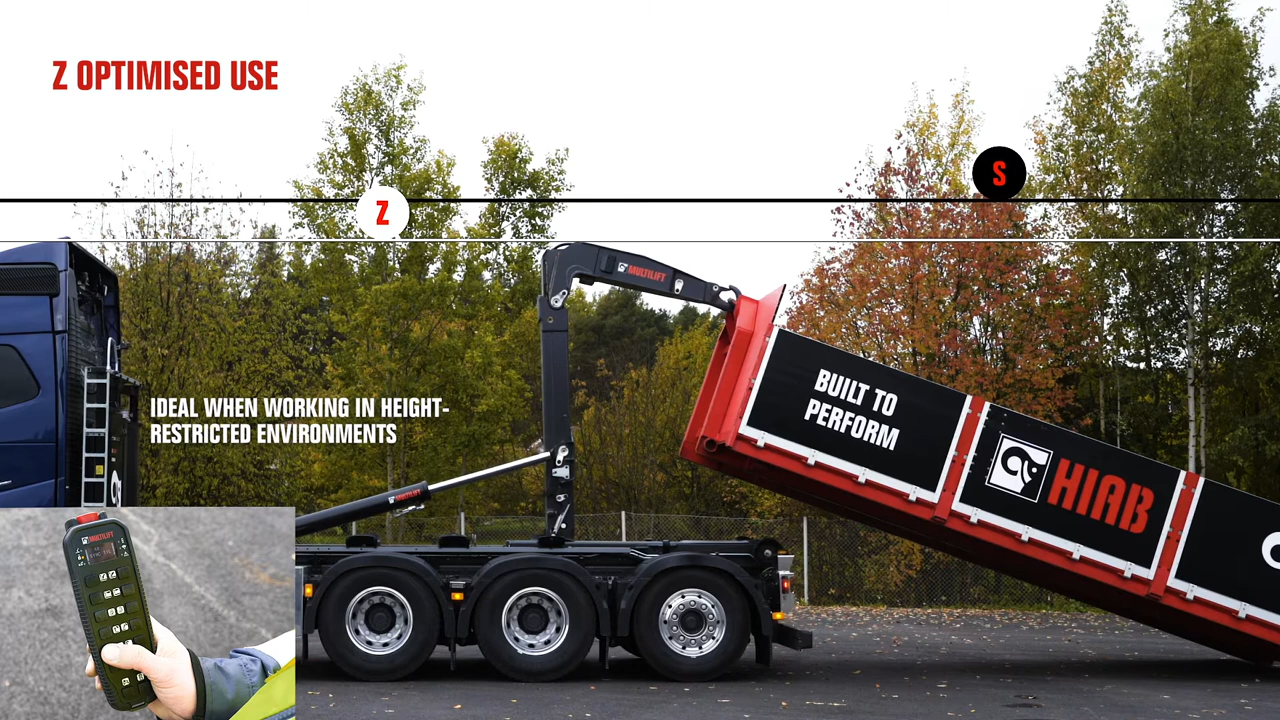 Z OPTIMISED USE
S
Z
MULTILIFT
BUILT TO
PERFORM
IDEAL WHEN WORKING IN HEIGHT-
RESTRICTED ENVIRONMENTS
HIAB
MULTILIFT
MULTILIFT